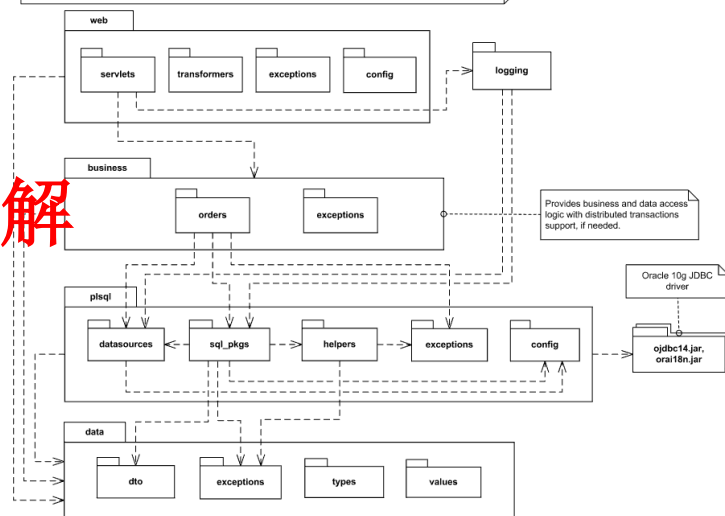 web
servlets
transformers
exceptions
config
logging
business
解
orders
exceptions
Provides business and data access
logic with distributed transactions
support, if needed.
Oracle 10g JDBC
driver
plsql
datasources
sql_pkgs
helpers
exceptions
config
ojdbc14.jar,
orai18n.jar
data
dto
exceptions
types
values